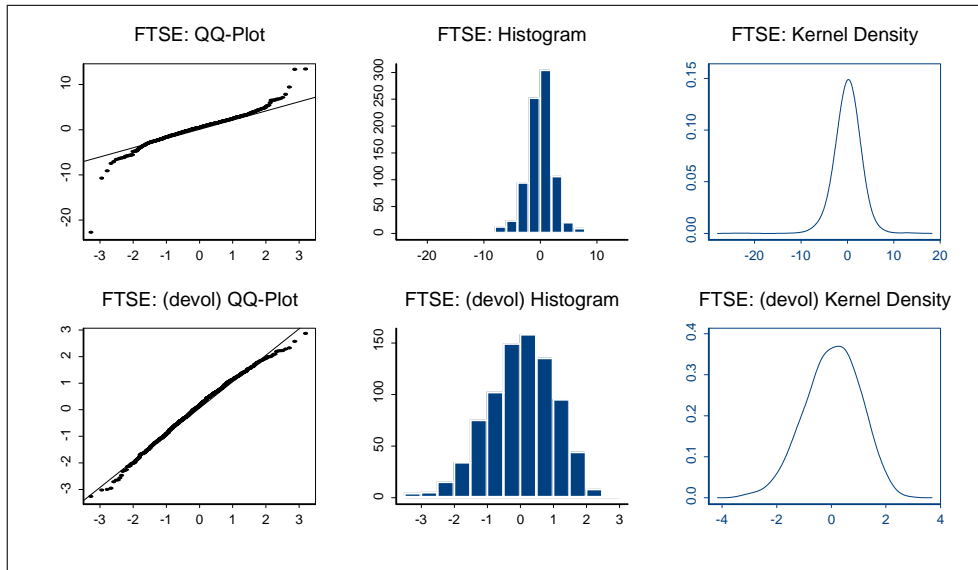 FTSE: QQ-Plot
10
0
-10
-20
-3 -2 -1 0 1 2 3
FTSE: Histogram
300
250
200
150
100
50
0
-20 -10 0 10
FTSE: Kernel Density
0.15
0.10
0.05
0.00
-20 -10 0 10 20
FTSE: (devol) QQ-Plot
3
2
1
0
-1
-2
-3
-3 -2 -1 0 1 2 3
FTSE: (devol) Histogram
150
100
50
0
-3 -2 -1 0 1 2 3
FTSE: (devol) Kernel Density
0.4
0.3
0.2
0.1
0.0
-4 -2 0 2 4